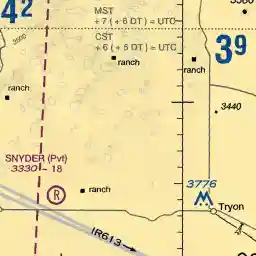 4²
MST
+ 7 ( + 6 DT ) = UTC
CST
+ 6 ( + 5 DT ) = UTC
3000
3⁹
ranch
ranch
ranch
3440
SNYDER (Pvt)
3330 - 18
R
ranch
3776
Tryon
IR613